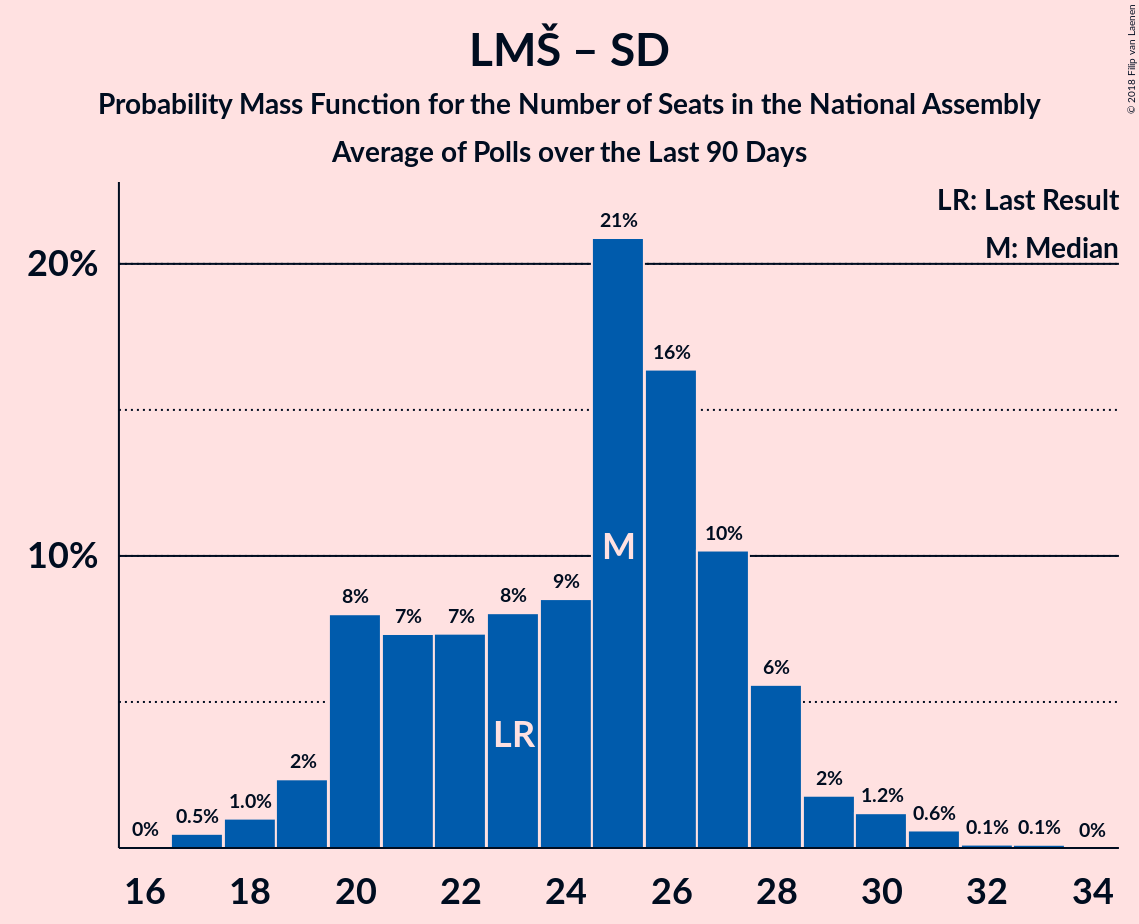 LMŠ – SD
Probability Mass Function for the Number of Seats in the National Assembly
Average of Polls over the Last 90 Days
© 2018 Filip van Laenen
LR: Last Result
M: Median
20%
10%
0%
0.5%
1.0%
2%
8%
7%
7%
8%
9%
21%
16%
10%
6%
2%
1.2%
0.6%
0.1%
0.1%
0%
LR
M
16 18 20 22 24 26 28 30 32 34